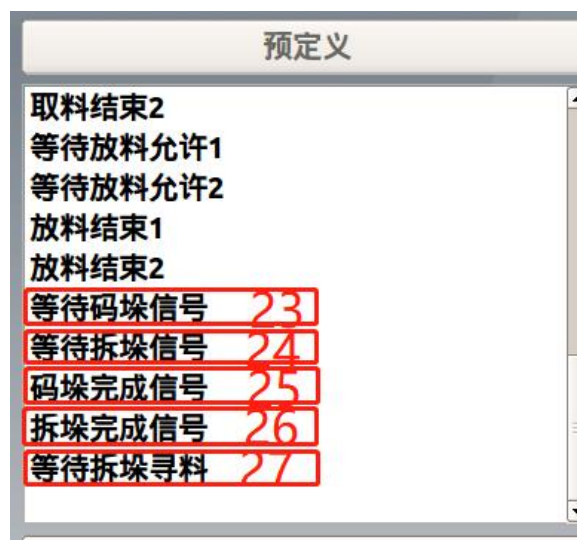 预定义
取料结束2
等待放料允许1
等待放料允许2
放料结束1
放料结束2
等待码垛信号 23
等待拆垛信号 24
码垛完成信号 25
拆垛完成信号 26
等待拆垛寻料 27